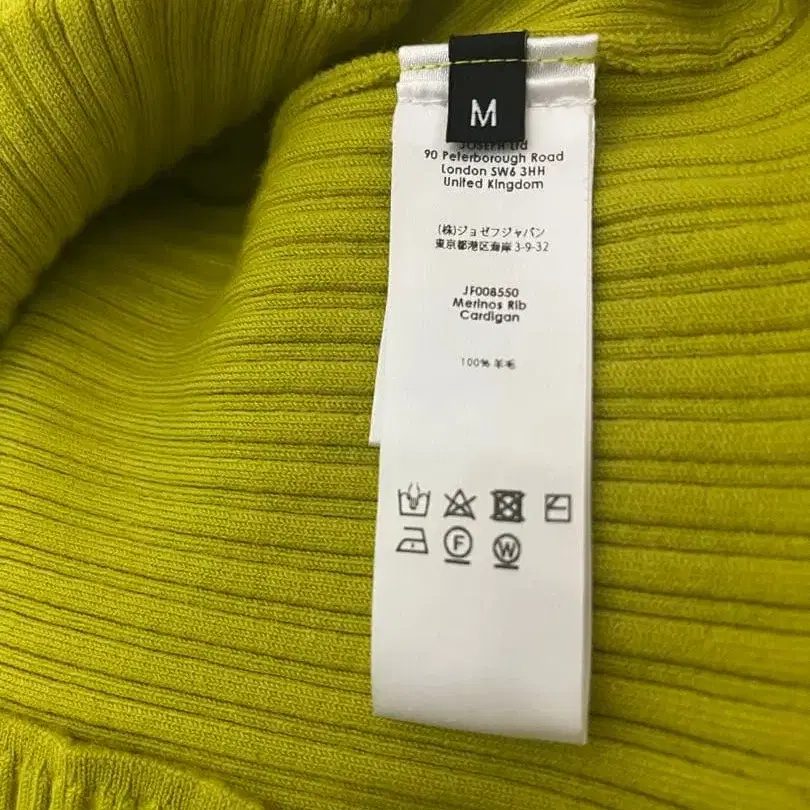 M
JOSEPH Ltd
90 Peterborough Road
London SW6 3HH
United Kingdom
(株)ジョゼフジャパン
東京都港区海岸3-9-32
JF008550
Merinos Rib
Cardigan
100% 羊毛
F
W